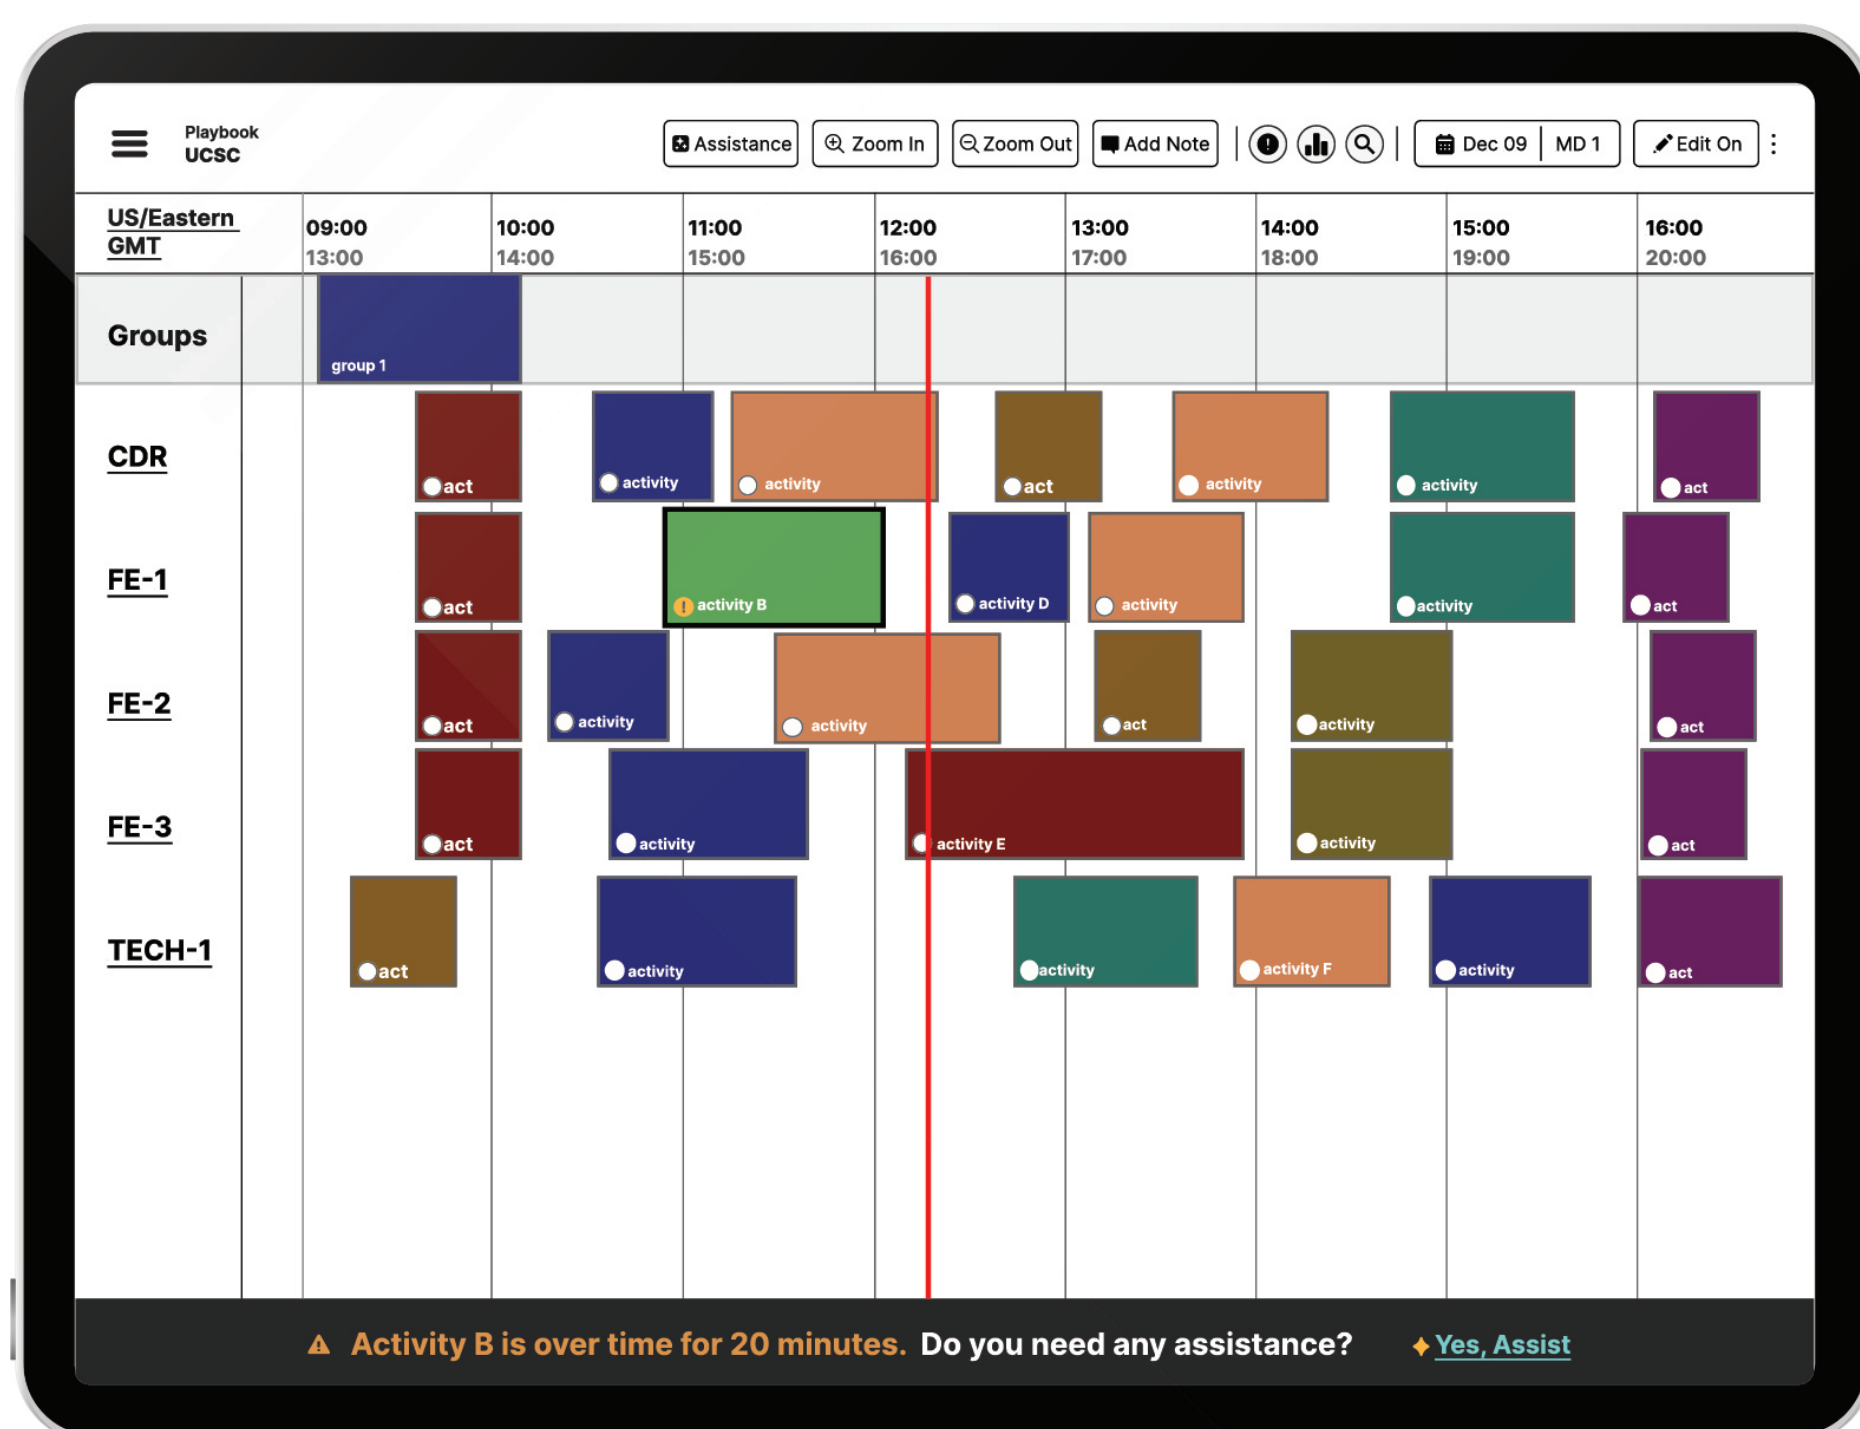 Playbook
UCSC
Assistance
Zoom In
Zoom Out
Add Note
Dec 09
MD 1
Edit On
US/Eastern
GMT
09:00 10:00 11:00 12:00 13:00 14:00 15:00 16:00
13:00 14:00 15:00 16:00 17:00 18:00 19:00 20:00
Groups
group 1
CDR
act activity activity act activity activity act
FE-1
act activity B activity D activity activity act
FE-2
act activity activity act activity act
FE-3
act activity activity E activity act
TECH-1
act activity activity activity F activity act
Activity B is over time for 20 minutes. Do you need any assistance? Yes, Assist